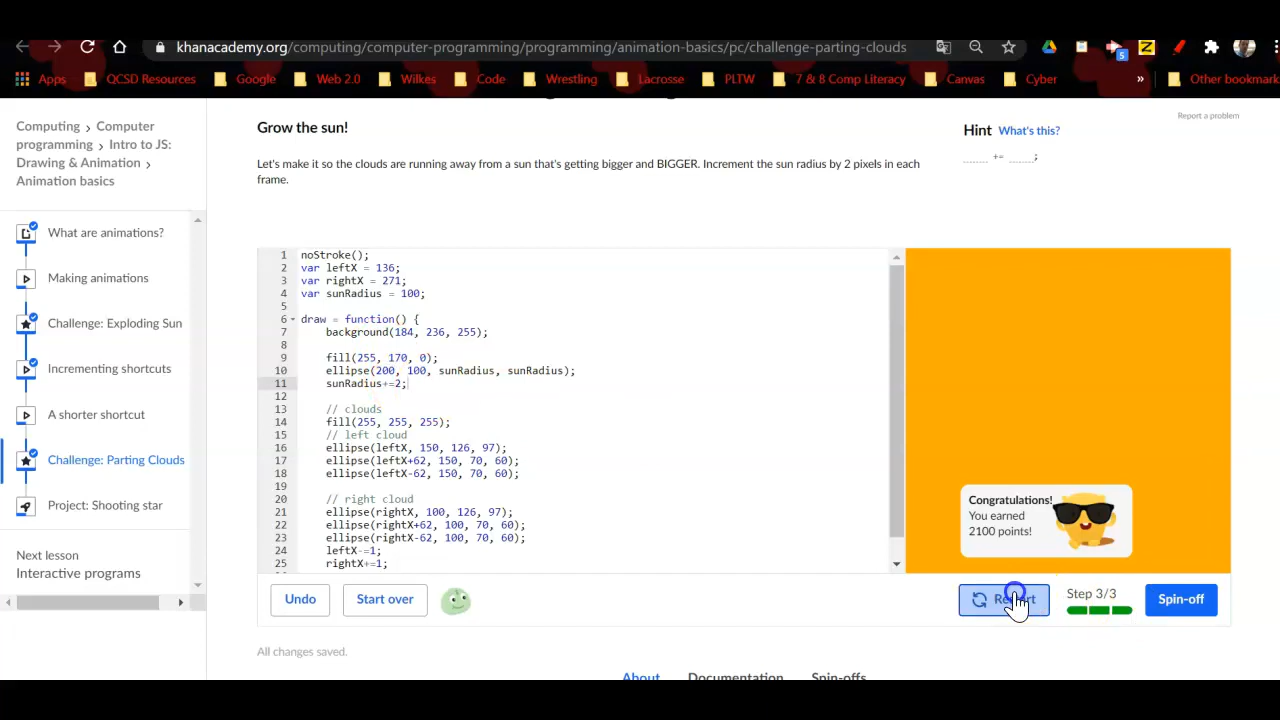 khanacademy.org/computing/computer-programming/programming/animation-basics/pc/challenge-parting-clouds
5
Z
Apps
QCSD Resources
Google
Web 2.0
Wilkes
Code
Wrestling
Lacrosse
PLTW
7 & 8 Comp Literacy
Canvas
Cyber
»
Other bookmark
Computing > Computer
programming > Intro to JS:
Drawing & Animation >
Animation basics
What are animations?
Making animations
Challenge: Exploding Sun
Incrementing shortcuts
A shorter shortcut
Challenge: Parting Clouds
Project: Shooting star
Next lesson
Interactive programs
Report a problem
Grow the sun!
Let's make it so the clouds are running away from a sun that's getting bigger and BIGGER. Increment the sun radius by 2 pixels in each
frame.
Hint What's this?
______ += ______;
1 noStroke();
2 var leftX = 136;
3 var rightX = 271;
4 var sunRadius = 100;
5
6 draw = function() {
7 background(184, 236, 255);
8
9 fill(255, 170, 0);
10 ellipse(200, 100, sunRadius, sunRadius);
11 sunRadius+=2;
12
13 // clouds
14 fill(255, 255, 255);
15 // left cloud
16 ellipse(leftX, 150, 126, 97);
17 ellipse(leftX+62, 150, 70, 60);
18 ellipse(leftX-62, 150, 70, 60);
19
20 // right cloud
21 ellipse(rightX, 100, 126, 97);
22 ellipse(rightX+62, 100, 70, 60);
23 ellipse(rightX-62, 100, 70, 60);
24 leftX-=1;
25 rightX+=1;
Congratulations!
You earned
2100 points!
Undo
Start over
Step 3/3
Spin-off
All changes saved.
About
Documentation
Spin-offs